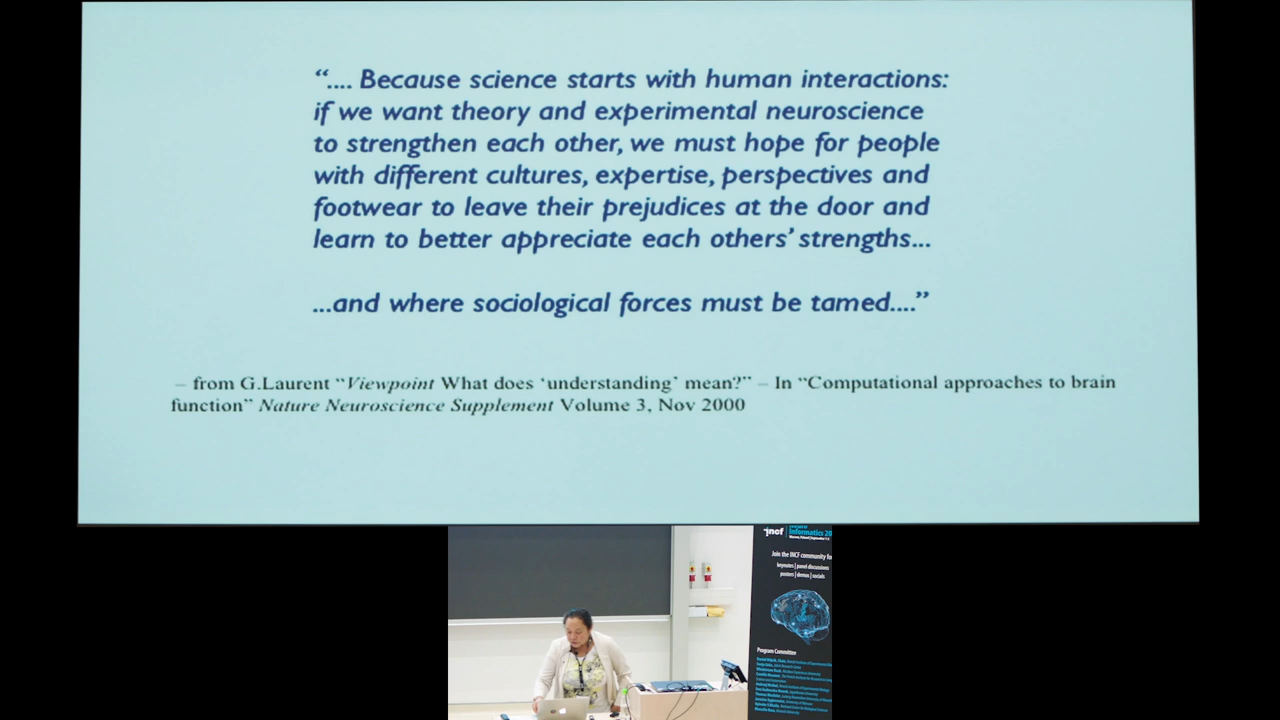 “.... Because science starts with human interactions:
if we want theory and experimental neuroscience
to strengthen each other, we must hope for people
with different cultures, expertise, perspectives and
footwear to leave their prejudices at the door and
learn to better appreciate each others’ strengths...
...and where sociological forces must be tamed....”
– from G.Laurent “Viewpoint What does ‘understanding’ mean?” – In “Computational approaches to brain
function” Nature Neuroscience Supplement Volume 3, Nov 2000
incf
Informatics 20
Join the INCF community for
keynotes | panel discussions
posters | demos | socials
Program Committee